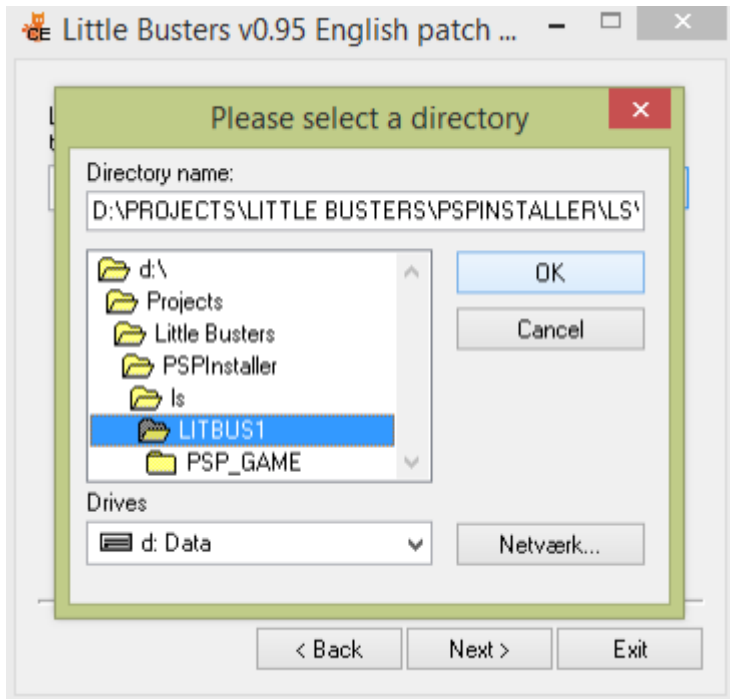 CE Little Busters v0.95 English patch ...
Please select a directory
Directory name:
D:\PROJECTS\LITTLE BUSTERS\PSPINSTALLER\LS\
d:\
Projects
Little Busters
PSPInstaller
ls
LITBUS1
PSP_GAME
OK
Cancel
Drives
d: Data
Netværk...
< Back
Next >
Exit